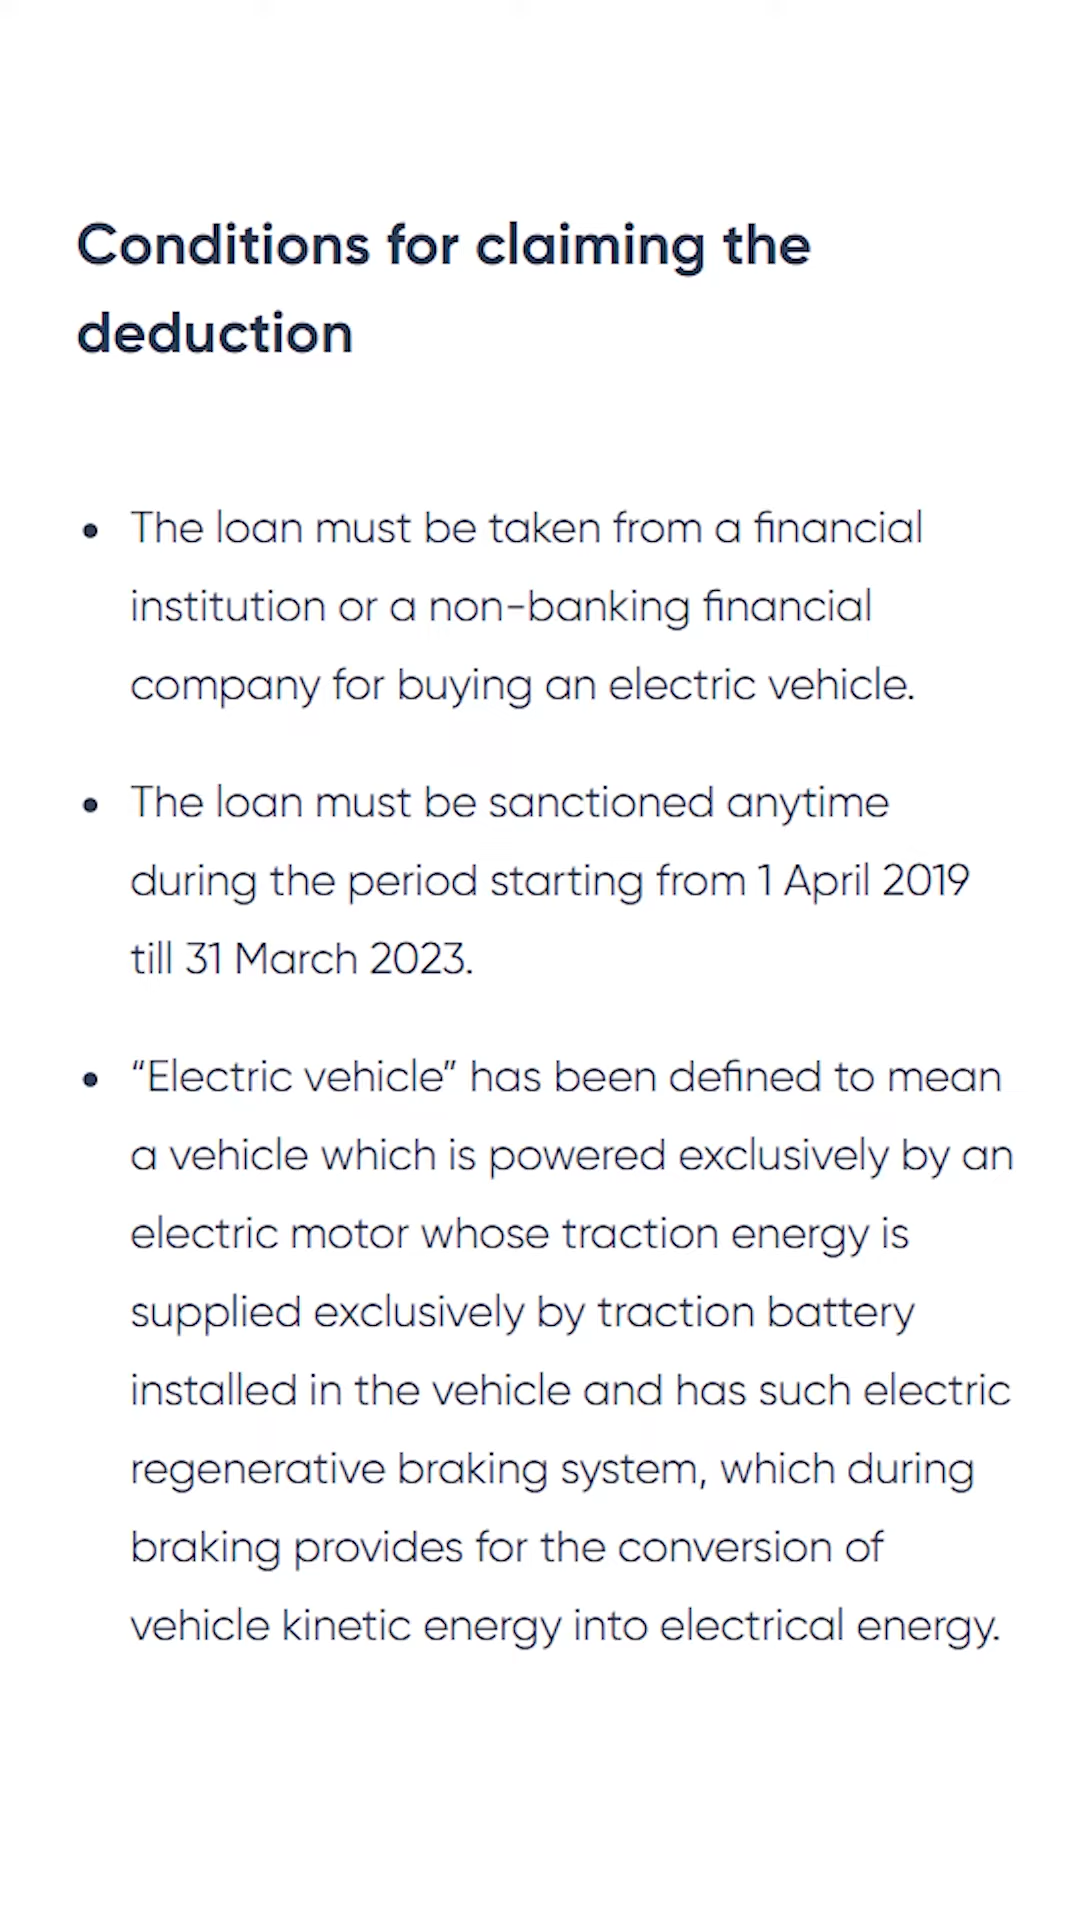 Conditions for claiming the
deduction
• The loan must be taken from a financial
institution or a non-banking financial
company for buying an electric vehicle.
• The loan must be sanctioned anytime
during the period starting from 1 April 2019
till 31 March 2023.
• “Electric vehicle” has been defined to mean
a vehicle which is powered exclusively by an
electric motor whose traction energy is
supplied exclusively by traction battery
installed in the vehicle and has such electric
regenerative braking system, which during
braking provides for the conversion of
vehicle kinetic energy into electrical energy.